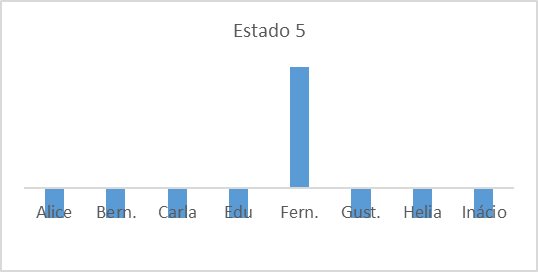 Estado 5
Alice Bern. Carla Edu Fern. Gust. Helia Inácio